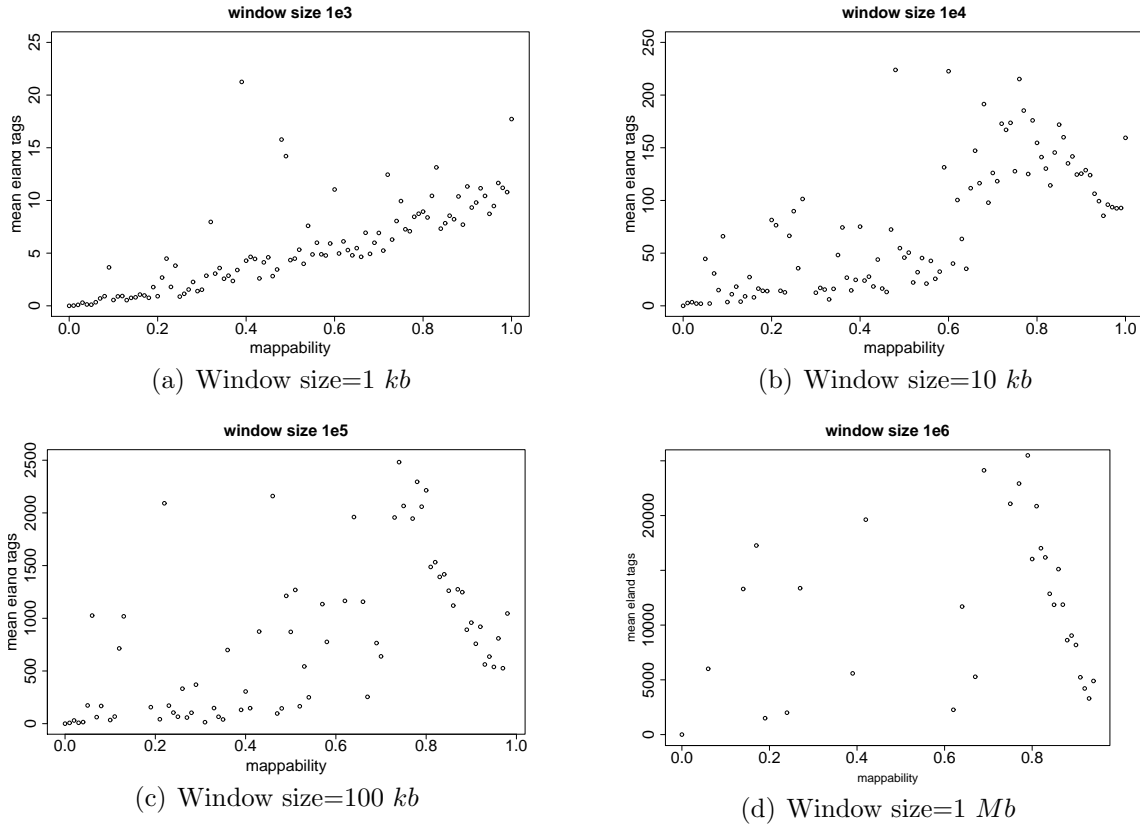 window size 1e3
mean eland tags
0 5 10 15 20 25
0.0 0.2 0.4 0.6 0.8 1.0
mappability
(a) Window size=1 kb
window size 1e4
mean eland tags
0 50 100 150 200 250
0.0 0.2 0.4 0.6 0.8 1.0
mappability
(b) Window size=10 kb
window size 1e5
mean eland tags
0 500 1000 1500 2000 2500
0.0 0.2 0.4 0.6 0.8 1.0
mappability
(c) Window size=100 kb
window size 1e6
mean eland tags
0 5000 10000 20000
0.0 0.2 0.4 0.6 0.8
mappability
(d) Window size=1 Mb